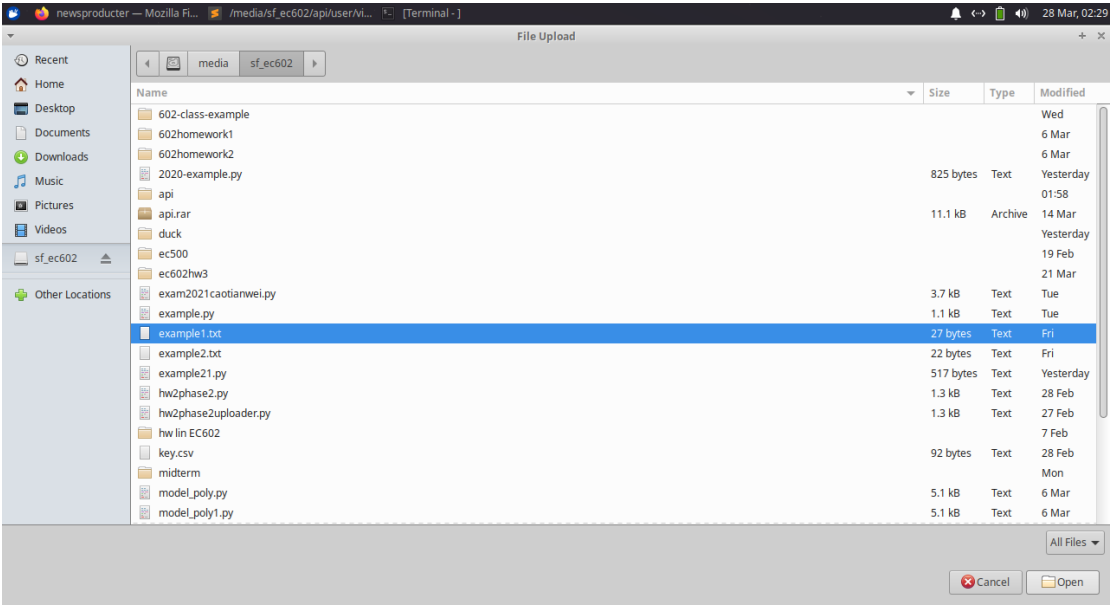 newsproducter — Mozilla Fi... /media/sf_ec602/api/user/vi... [Terminal - ] 28 Mar, 02:29
File Upload
Recent
Home
Desktop
Documents
Downloads
Music
Pictures
Videos
sf_ec602
Other Locations
media sf_ec602
Name Size Type Modified
602-class-example Wed
602homework1 6 Mar
602homework2 6 Mar
2020-example.py 825 bytes Text Yesterday
api 01:58
api.rar 11.1 kB Archive 14 Mar
duck Yesterday
ec500 19 Feb
ec602hw3 21 Mar
exam2021caotianwei.py 3.7 kB Text Tue
example.py 1.1 kB Text Tue
example1.txt 27 bytes Text Fri
example2.txt 22 bytes Text Fri
example21.py 517 bytes Text Yesterday
hw2phase2.py 1.3 kB Text 28 Feb
hw2phase2uploader.py 1.3 kB Text 27 Feb
hw lin EC602 7 Feb
key.csv 92 bytes Text 28 Feb
midterm Mon
model_poly.py 5.1 kB Text 6 Mar
model_poly1.py 5.1 kB Text 6 Mar
All Files
Cancel Open